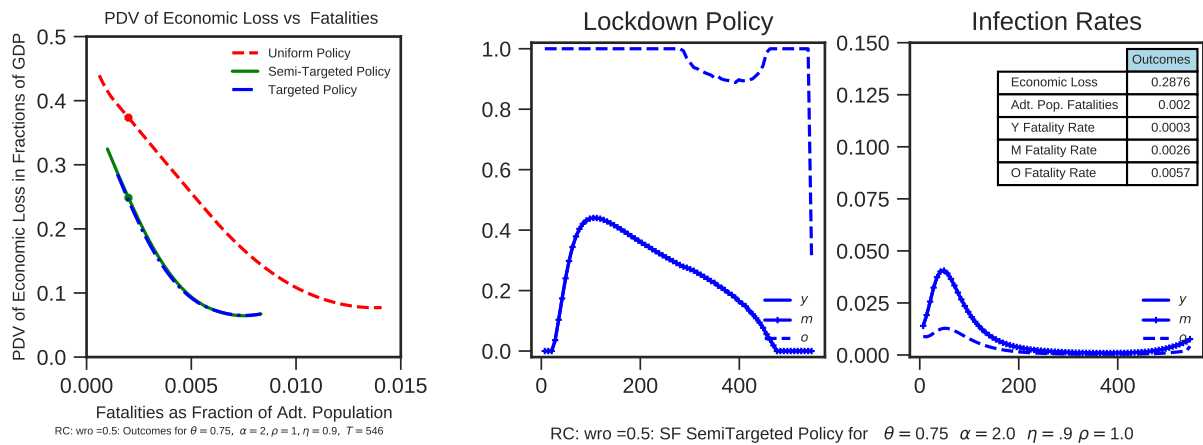 PDV of Economic Loss vs Fatalities
PDV of Economic Loss in Fractions of GDP
0.5
0.4
0.3
0.2
0.1
0.0
Uniform Policy
Semi-Targeted Policy
Targeted Policy
0.000 0.005 0.010 0.015
Fatalities as Fraction of Adt. Population
RC: wro =0.5: Outcomes for θ = 0.75, α = 2, ρ = 1, η = 0.9, T = 546
Lockdown Policy
1.0
0.8
0.6
0.4
0.2
0.0
y
m
o
0 200 400
Infection Rates
0.150
0.125
0.100
0.075
0.050
0.025
0.000
Outcomes
Economic Loss 0.2876
Adt. Pop. Fatalities 0.002
Y Fatality Rate 0.0003
M Fatality Rate 0.0026
O Fatality Rate 0.0057
y
m
o
0 200 400
RC: wro =0.5: SF SemiTargeted Policy for θ = 0.75 α = 2.0 η = .9 ρ = 1.0